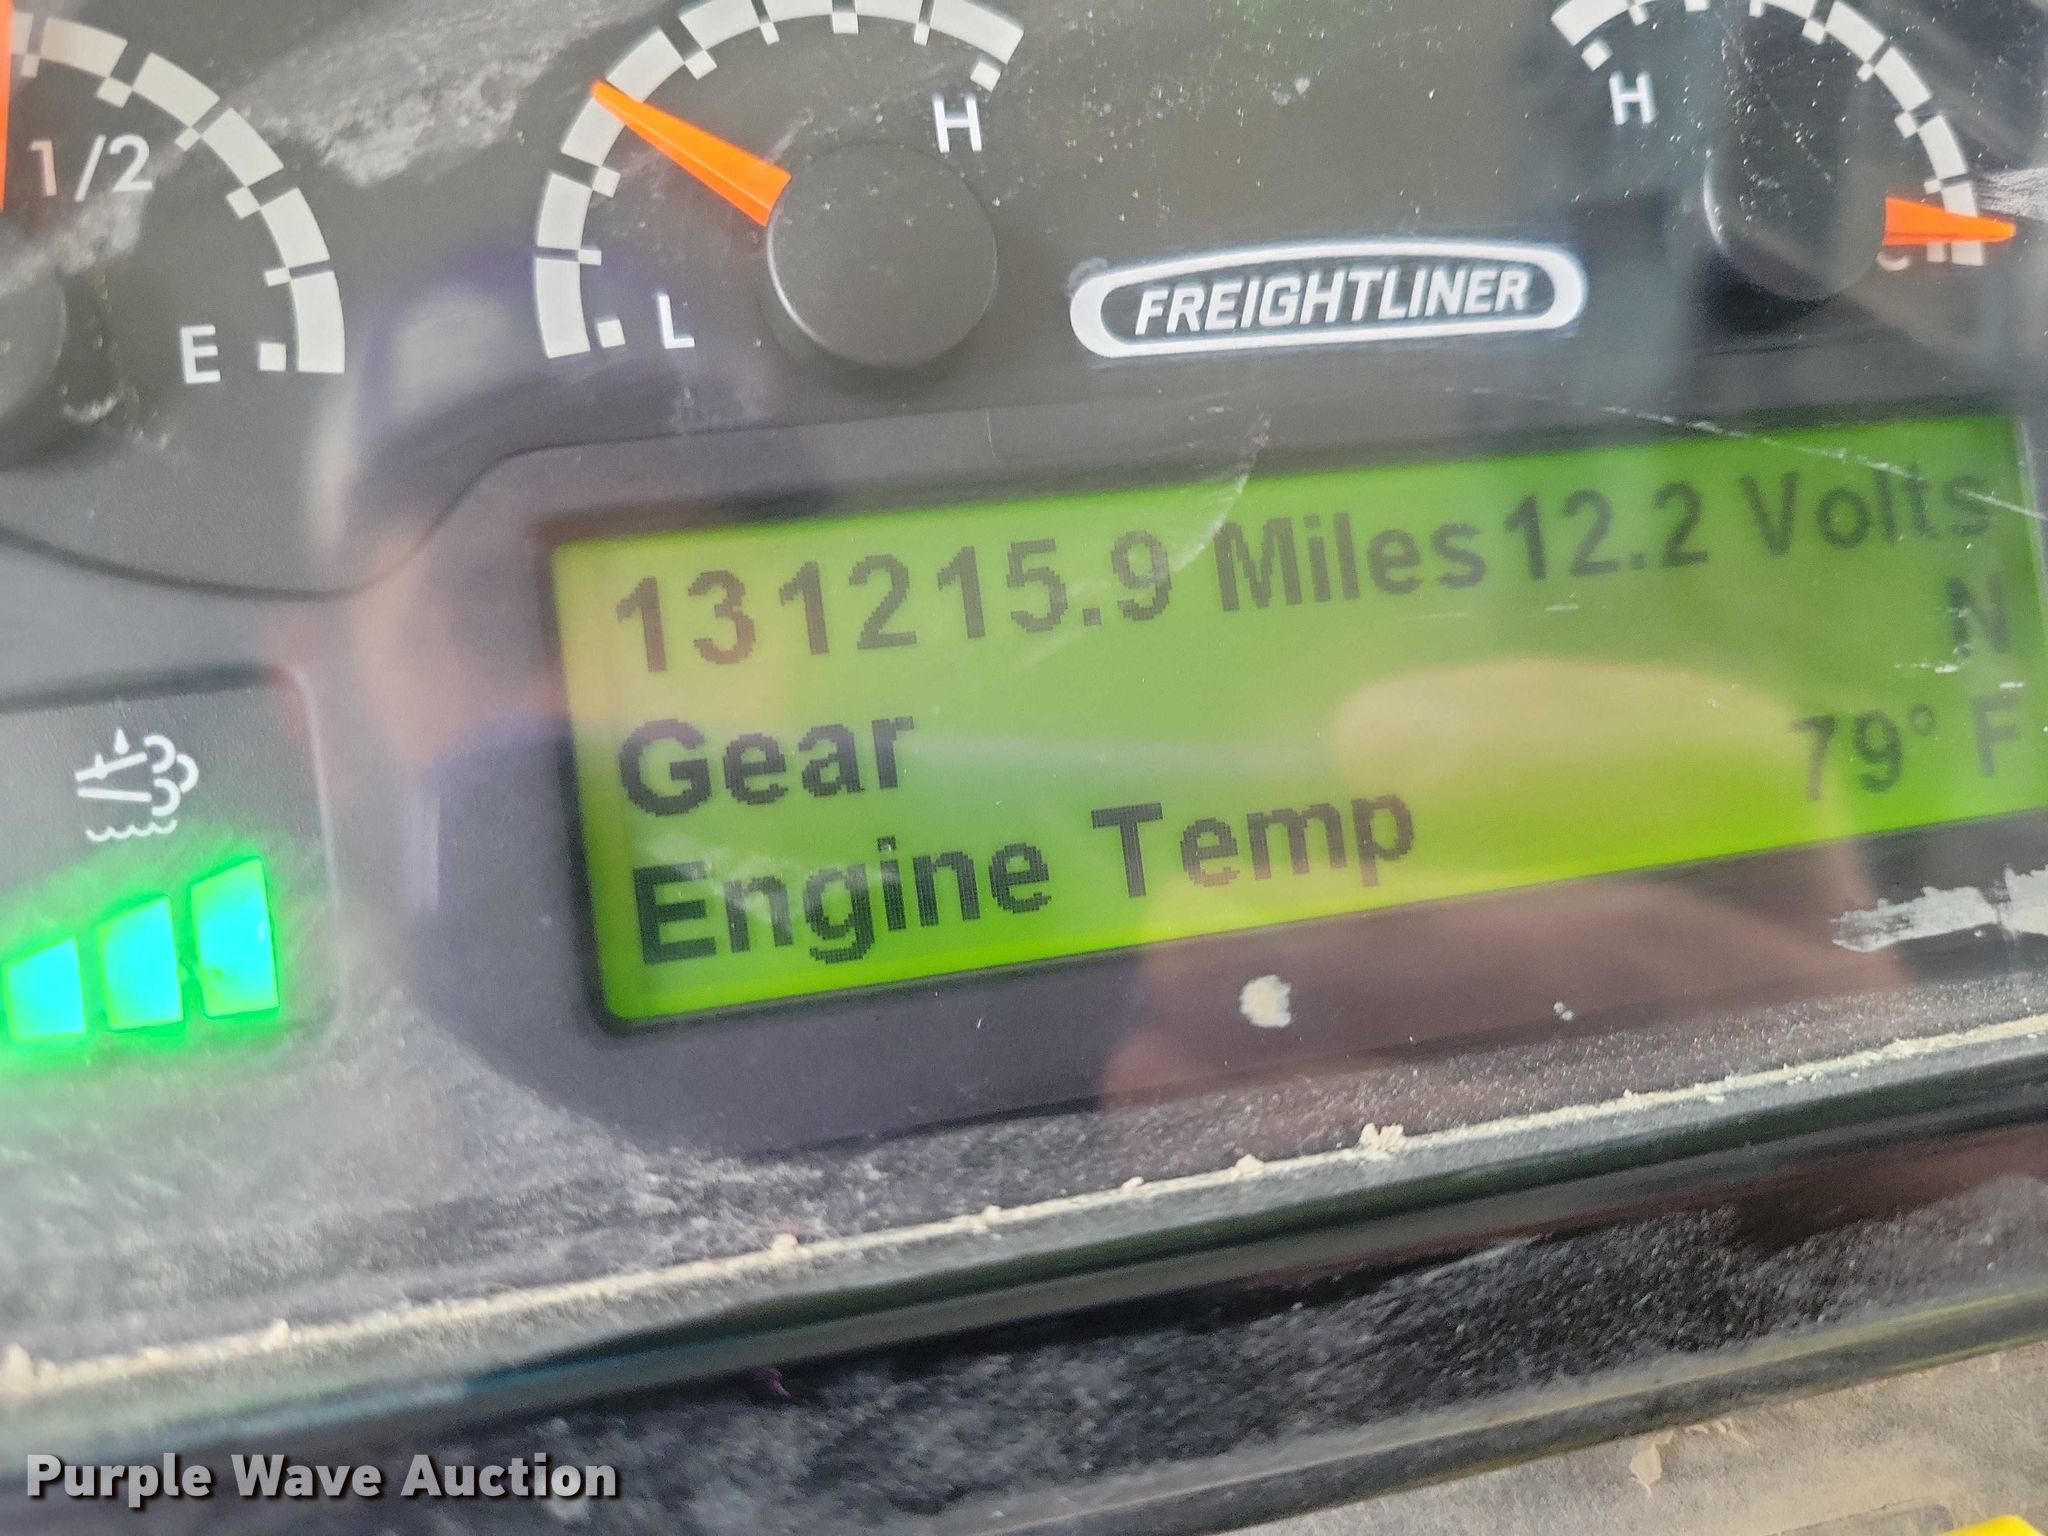 1/2
E
H
L
H
FREIGHTLINER
131215.9 Miles 12.2 Volts
N
Gear
79° F
Engine Temp
Purple Wave Auction